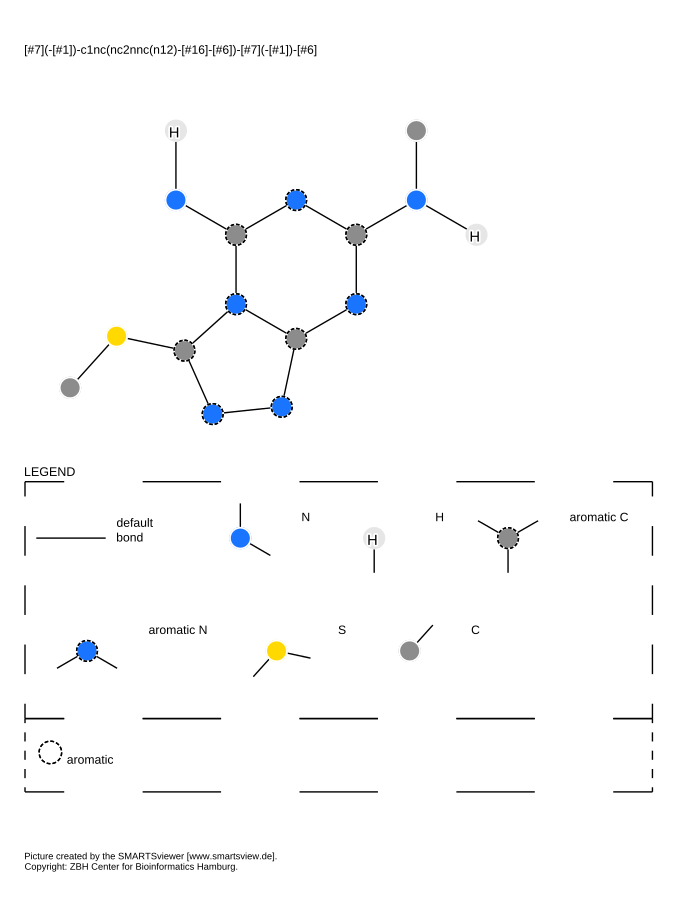 [#7](-[#1])-c1nc(nc2nnc(n12)-[#16]-[#6])-[#7](-[#1])-[#6]
H
H
LEGEND
default
bond
N
H
H
aromatic C
aromatic N
S
C
aromatic
Picture created by the SMARTSviewer [www.smartsview.de].
Copyright: ZBH Center for Bioinformatics Hamburg.